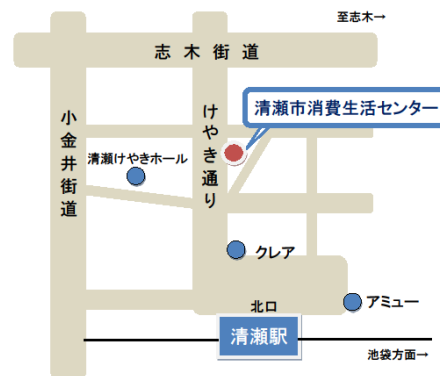 至志木→
志木街道
清瀬市消費生活センター
小金井街道
けやき通り
清瀬けやきホール
クレア
北口
アミュー
清瀬駅
池袋方面→